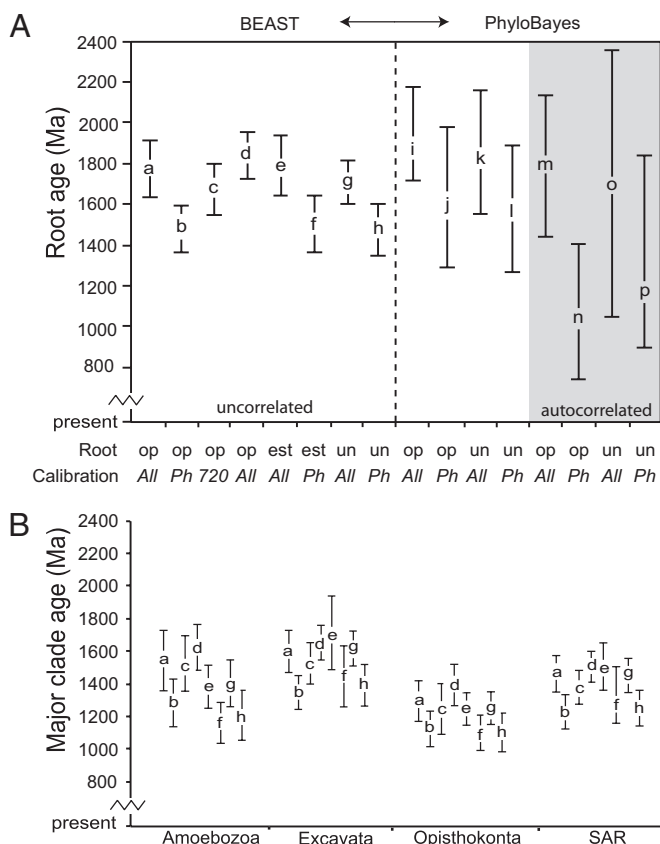 A
BEAST PhyloBayes
Root age (Ma)
2400
2200
2000
1800
1600
1400
1200
1000
800
present
a b c d e f g h i j k l m n o p
uncorrelated autocorrelated
Root op op op op est est un un op op un un op op un un
Calibration All Ph 720 All All Ph All Ph All Ph All Ph All Ph All Ph
B
Major clade age (Ma)
2400
2200
2000
1800
1600
1400
1200
1000
800
present
a b c d e f g h a b c d e f g h a b c d e f g h a b c d e f g h
Amoebozoa Excavata Opisthokonta SAR